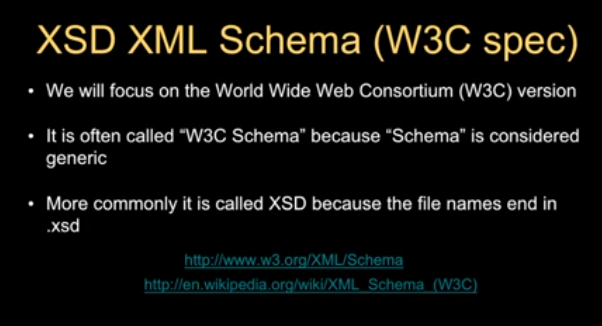 XSD XML Schema (W3C spec)
• We will focus on the World Wide Web Consortium (W3C) version
• It is often called “W3C Schema” because “Schema” is considered
generic
• More commonly it is called XSD because the file names end in
.xsd
http://www.w3.org/XML/Schema
http://en.wikipedia.org/wiki/XML_Schema_(W3C)